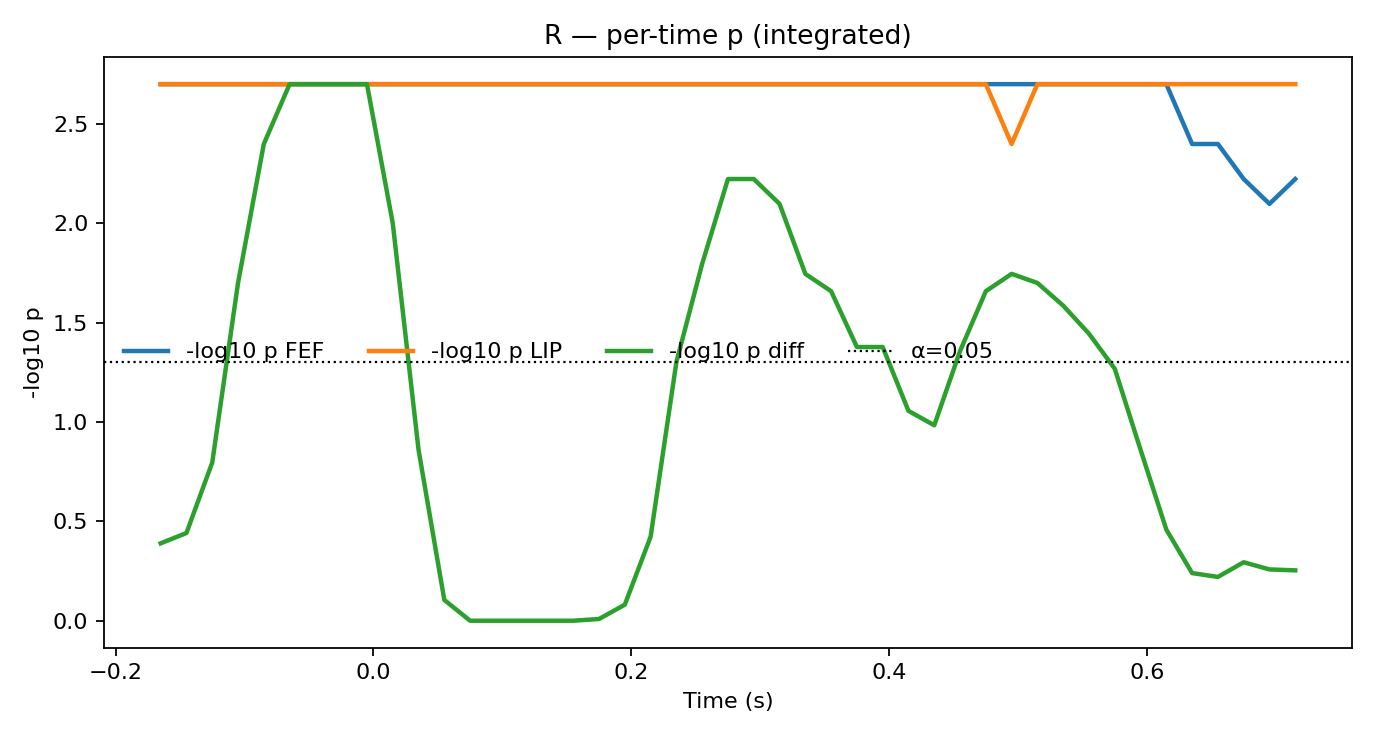 R — per-time p (integrated)
-log10 p
2.5
2.0
1.5
1.0
0.5
0.0
-log10 p FEF -log10 p LIP -log10 p diff α=0.05
−0.2 0.0 0.2 0.4 0.6
Time (s)